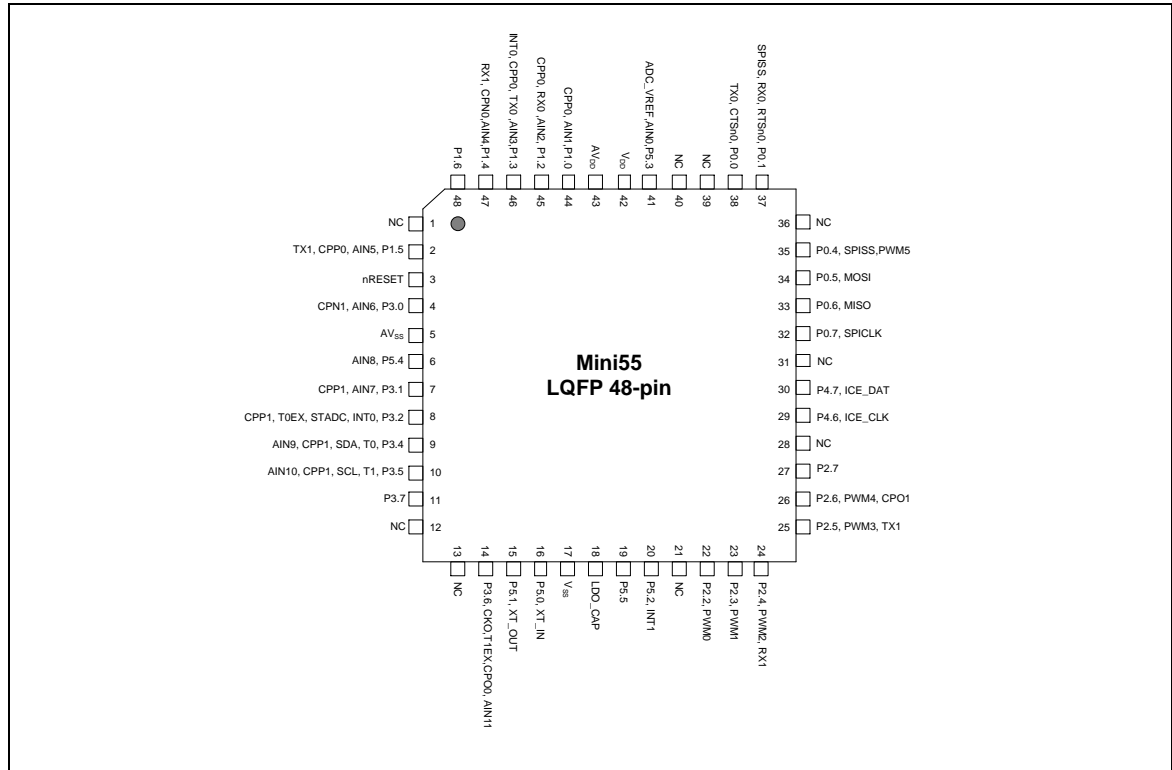 SPISS, RX0, RTSn0, P0.1
TX0, CTSn0, P0.0
NC
NC
ADC_VREF,AIN0,P5.3
VDD
AVDD
CPP0, AIN1,P1.0
CPP0, RX0 ,AIN2, P1.2
INT0, CPP0, TX0 ,AIN3,P1.3
RX1, CPN0,AIN4,P1.4
P1.6
48
47
46
45
44
43
42
41
40
39
38
37
NC 1
TX1, CPP0, AIN5, P1.5 2
nRESET 3
CPN1, AIN6, P3.0 4
AVSS 5
AIN8, P5.4 6
CPP1, AIN7, P3.1 7
CPP1, T0EX, STADC, INT0, P3.2 8
AIN9, CPP1, SDA, T0, P3.4 9
AIN10, CPP1, SCL, T1, P3.5 10
P3.7 11
NC 12
Mini55
LQFP 48-pin
36 NC
35 P0.4, SPISS,PWM5
34 P0.5, MOSI
33 P0.6, MISO
32 P0.7, SPICLK
31 NC
30 P4.7, ICE_DAT
29 P4.6, ICE_CLK
28 NC
27 P2.7
26 P2.6, PWM4, CPO1
25 P2.5, PWM3, TX1
13
14
15
16
17
18
19
20
21
22
23
24
NC
P3.6, CKO,T1EX,CPO0, AIN11
P5.1, XT_OUT
P5.0, XT_IN
VSS
LDO_CAP
P5.5
P5.2, INT1
NC
P2.2, PWM0
P2.3, PWM1
P2.4, PWM2, RX1